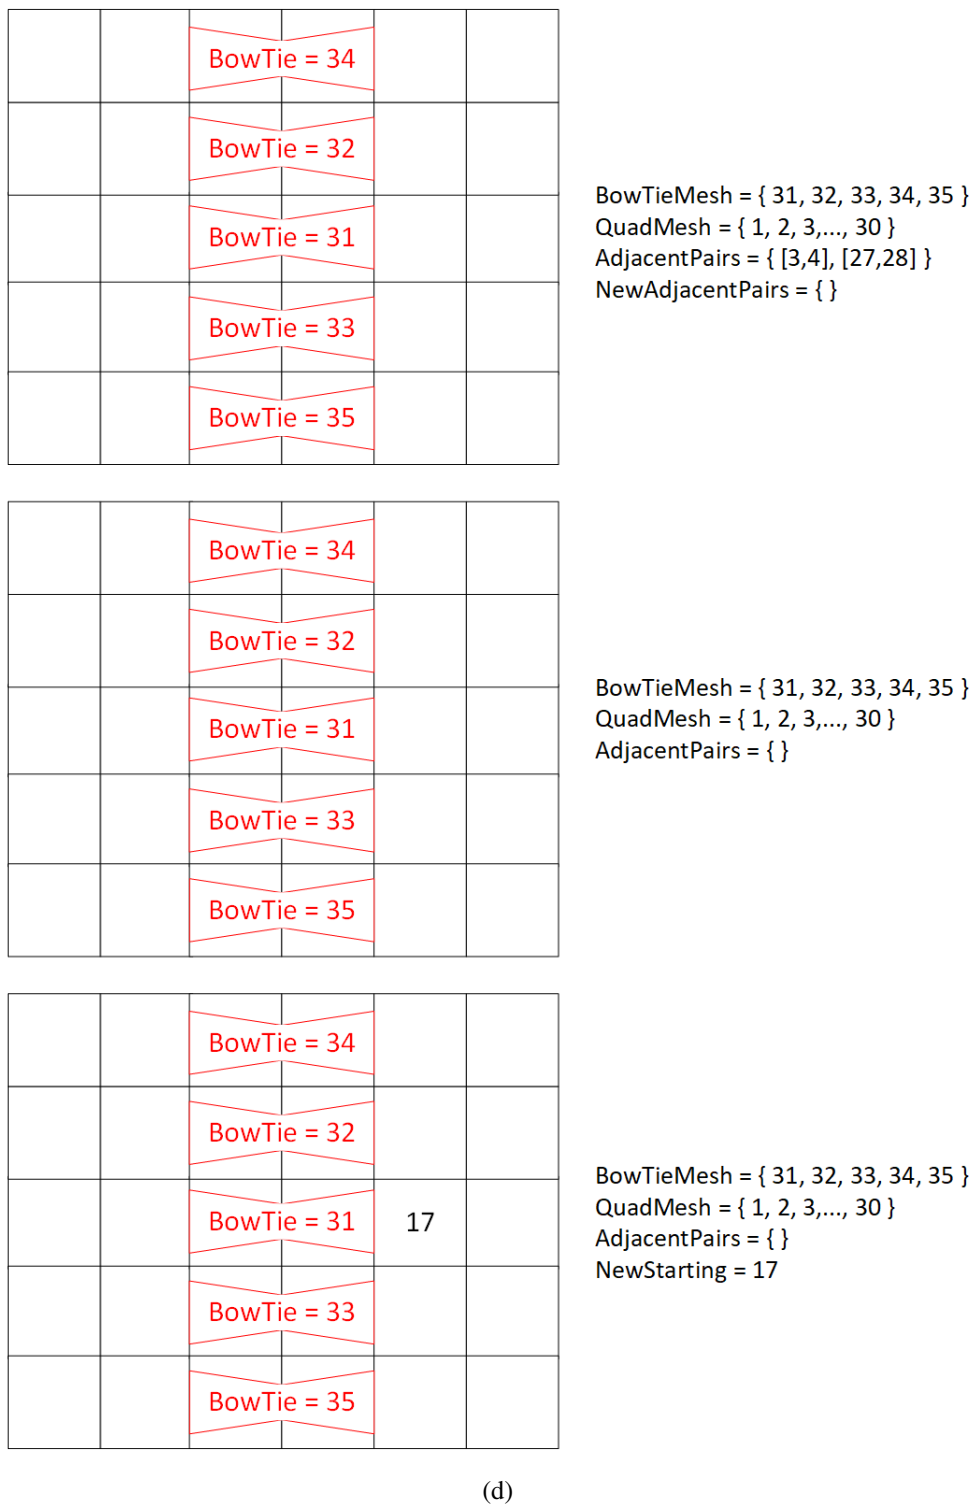 BowTie = 34
BowTie = 32
BowTie = 31
BowTie = 33
BowTie = 35
BowTieMesh = { 31, 32, 33, 34, 35 }
QuadMesh = { 1, 2, 3,..., 30 }
AdjacentPairs = { [3,4], [27,28] }
NewAdjacentPairs = { }
BowTie = 34
BowTie = 32
BowTie = 31
BowTie = 33
BowTie = 35
BowTieMesh = { 31, 32, 33, 34, 35 }
QuadMesh = { 1, 2, 3,..., 30 }
AdjacentPairs = { }
BowTie = 34
BowTie = 32
BowTie = 31 17
BowTie = 33
BowTie = 35
BowTieMesh = { 31, 32, 33, 34, 35 }
QuadMesh = { 1, 2, 3,..., 30 }
AdjacentPairs = { }
NewStarting = 17
(d)